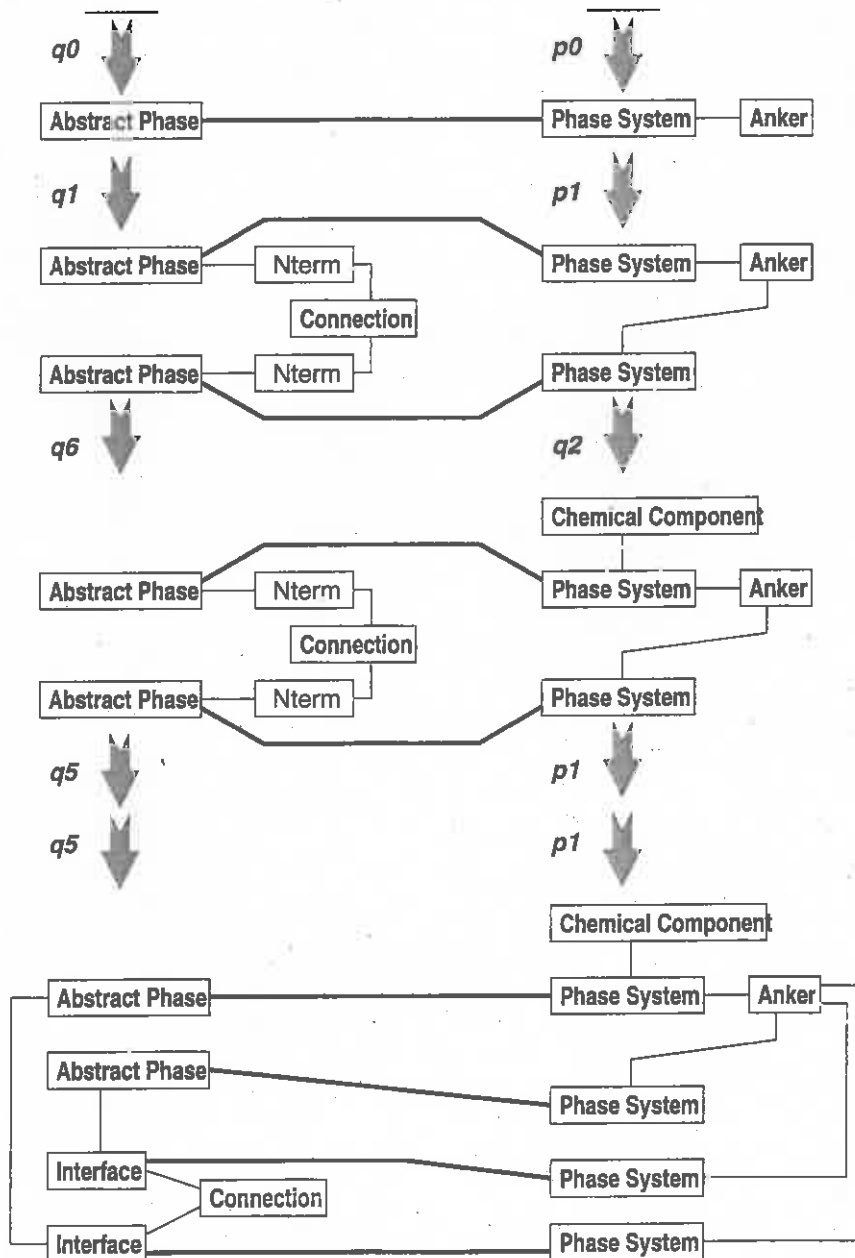 q0 p0
Abstract Phase Phase System Anker
q1 p1
Abstract Phase Nterm Phase System Anker
Connection
Abstract Phase Nterm Phase System
q6 q2
Chemical Component
Abstract Phase Nterm Phase System Anker
Connection
Abstract Phase Nterm Phase System
q5 p1
q5 p1
Chemical Component
Abstract Phase Phase System Anker
Abstract Phase
Phase System
Interface Phase System
Connection
Interface Phase System